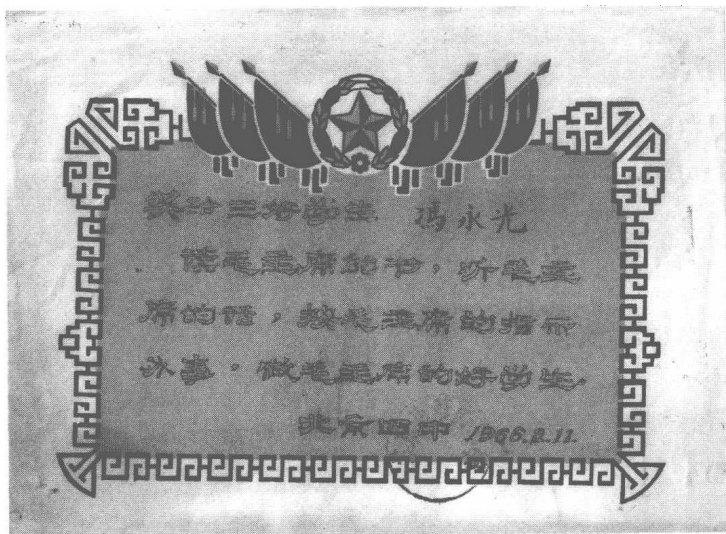 奖给三好学生 冯永光
读毛主席的书，听毛主
席的话，按毛主席的指示
办事，做毛主席的好学生。
北京四中 1966.2.11.